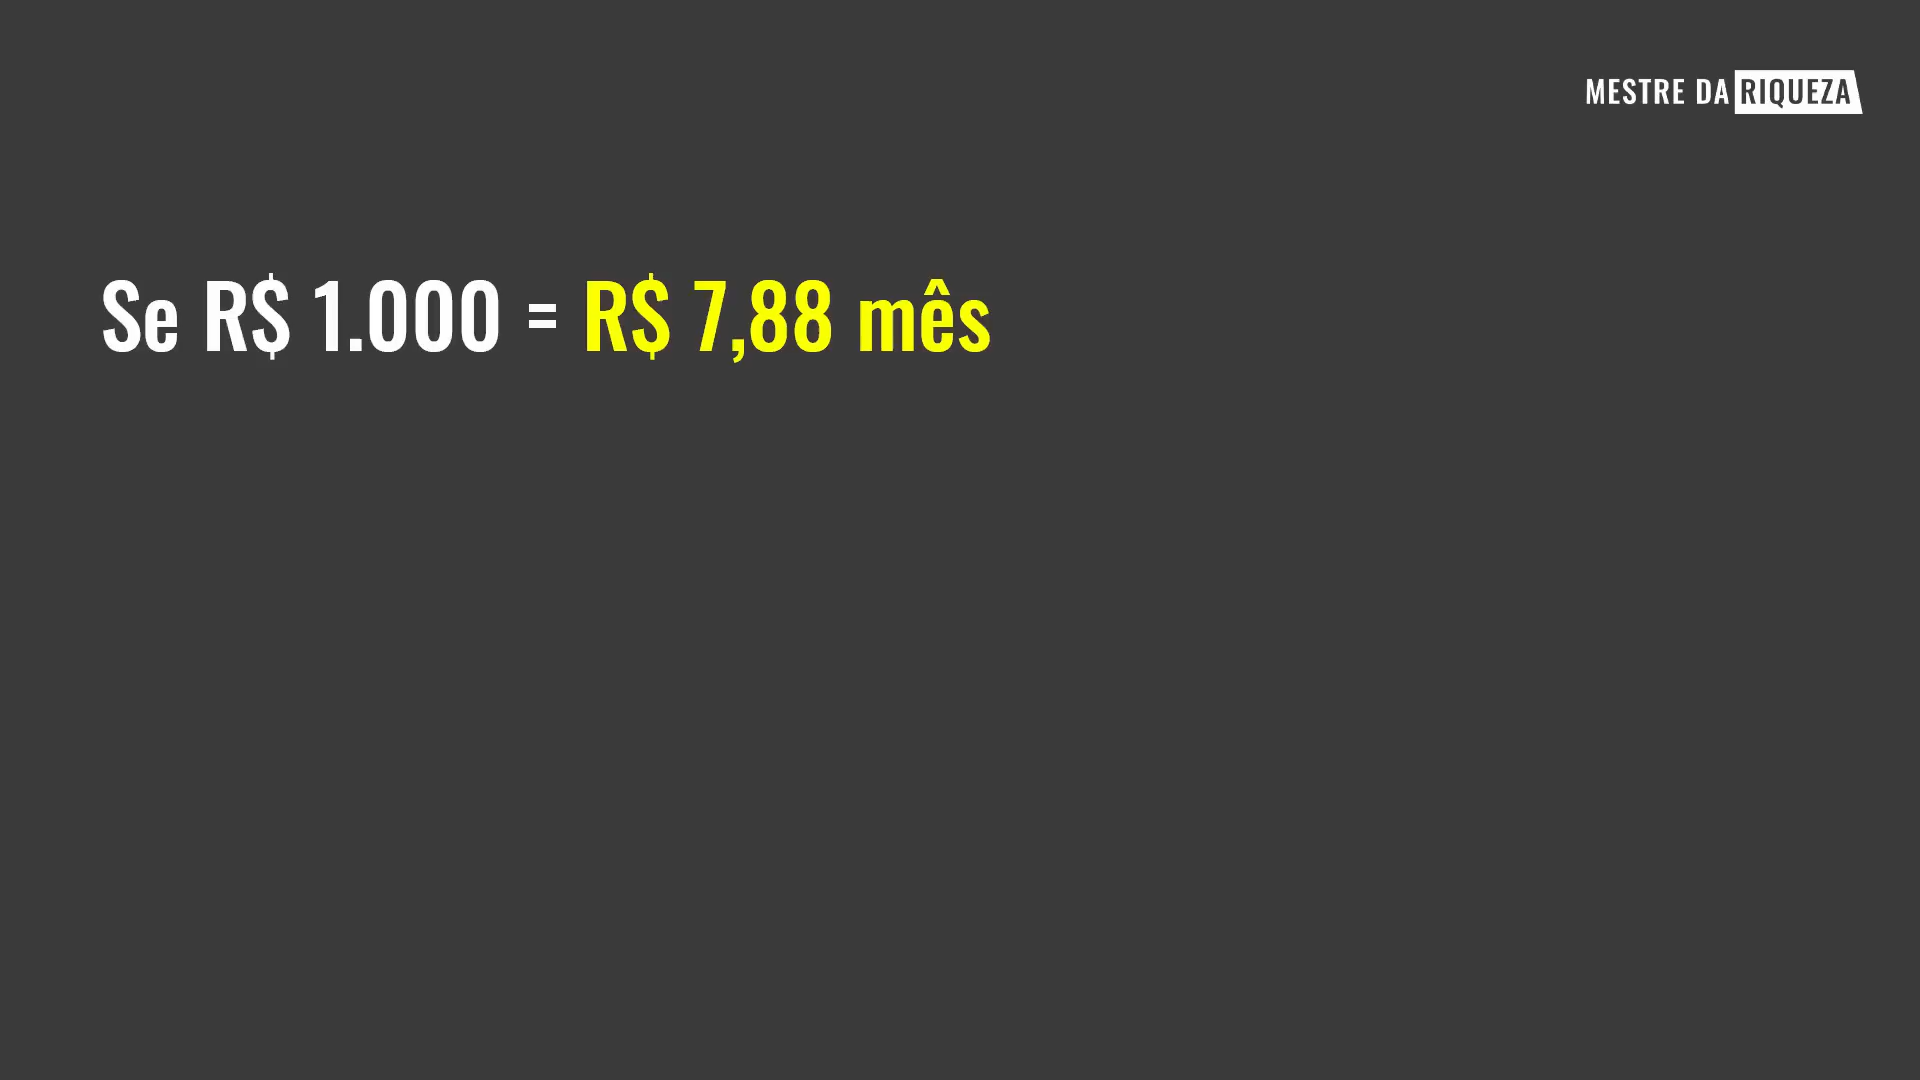 MESTRE DA RIQUEZA
Se R$ 1.000 = R$ 7,88 mês